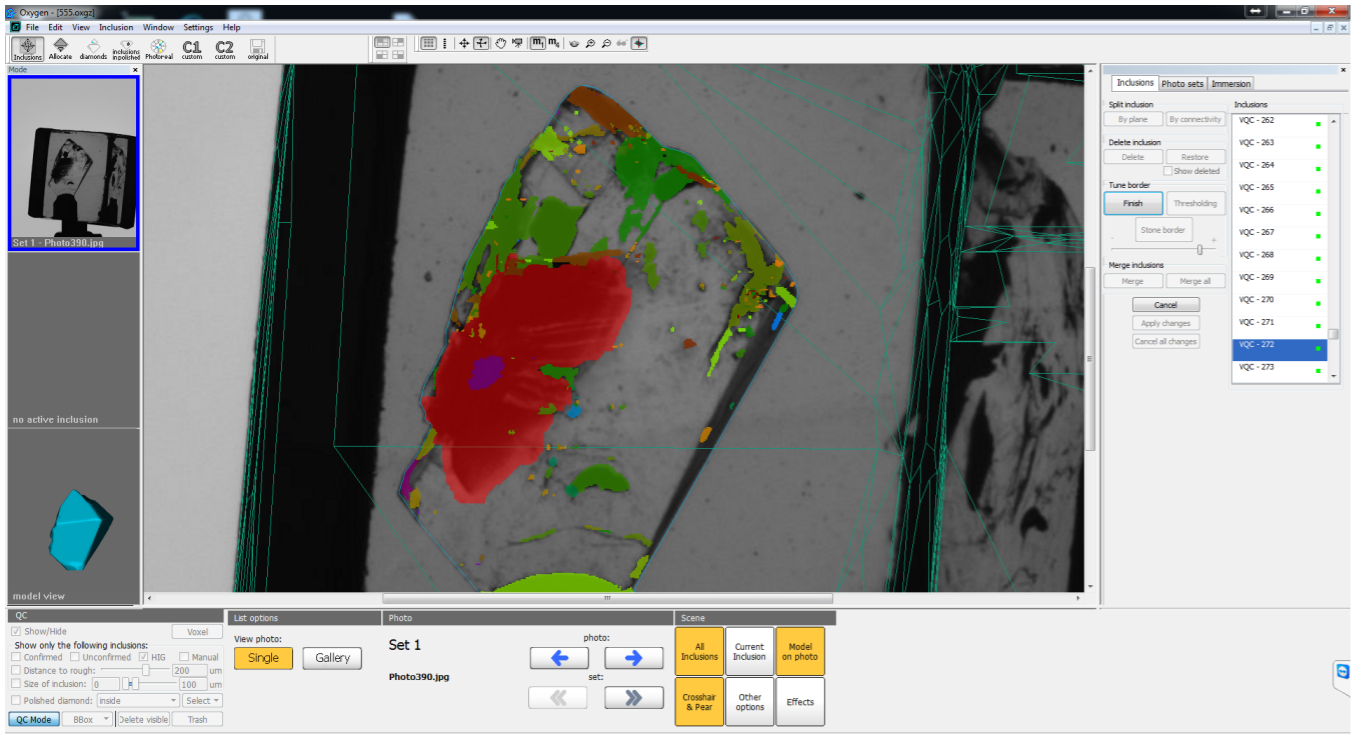 Oxygen - [555.oxgz]
File Edit View Inclusion Window Settings Help
Inclusions Allocate diamonds inclusions inpolished Photoreal C1 custom C2 custom original
Mode
Set 1 - Photo390.jpg
no active inclusion
model view
Inclusions Photo sets Immersion
Split inclusion
By plane By connectivity
Delete inclusion
Delete Restore
Show deleted
Tune border
Finish Thresholding
Stone border
- +
Merge inclusions
Merge Merge all
Cancel
Apply changes
Cancel all changes
Inclusions
VQC - 262
VQC - 263
VQC - 264
VQC - 265
VQC - 266
VQC - 267
VQC - 268
VQC - 269
VQC - 270
VQC - 271
VQC - 272
VQC - 273
QC
Show/Hide Voxel
Show only the following inclusions:
Confirmed Unconfirmed HIG Manual
Distance to rough: 200 um
Size of inclusion: 0 100 um
Polished diamond: inside Select
QC Mode BBox Delete visible Trash
List options
View photo:
Single Gallery
Photo
Set 1
Photo390.jpg
photo:
set:
Scene
All Inclusions
Current Inclusion
Model on photo
Crosshair & Pear
Other options
Effects